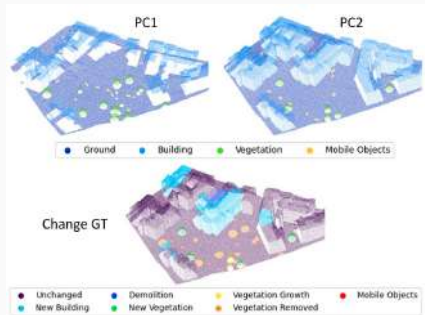 PC1 PC2
Ground Building Vegetation Mobile Objects
Change GT
Unchanged Demolition Vegetation Growth Mobile Objects
New Building New Vegetation Vegetation Removed